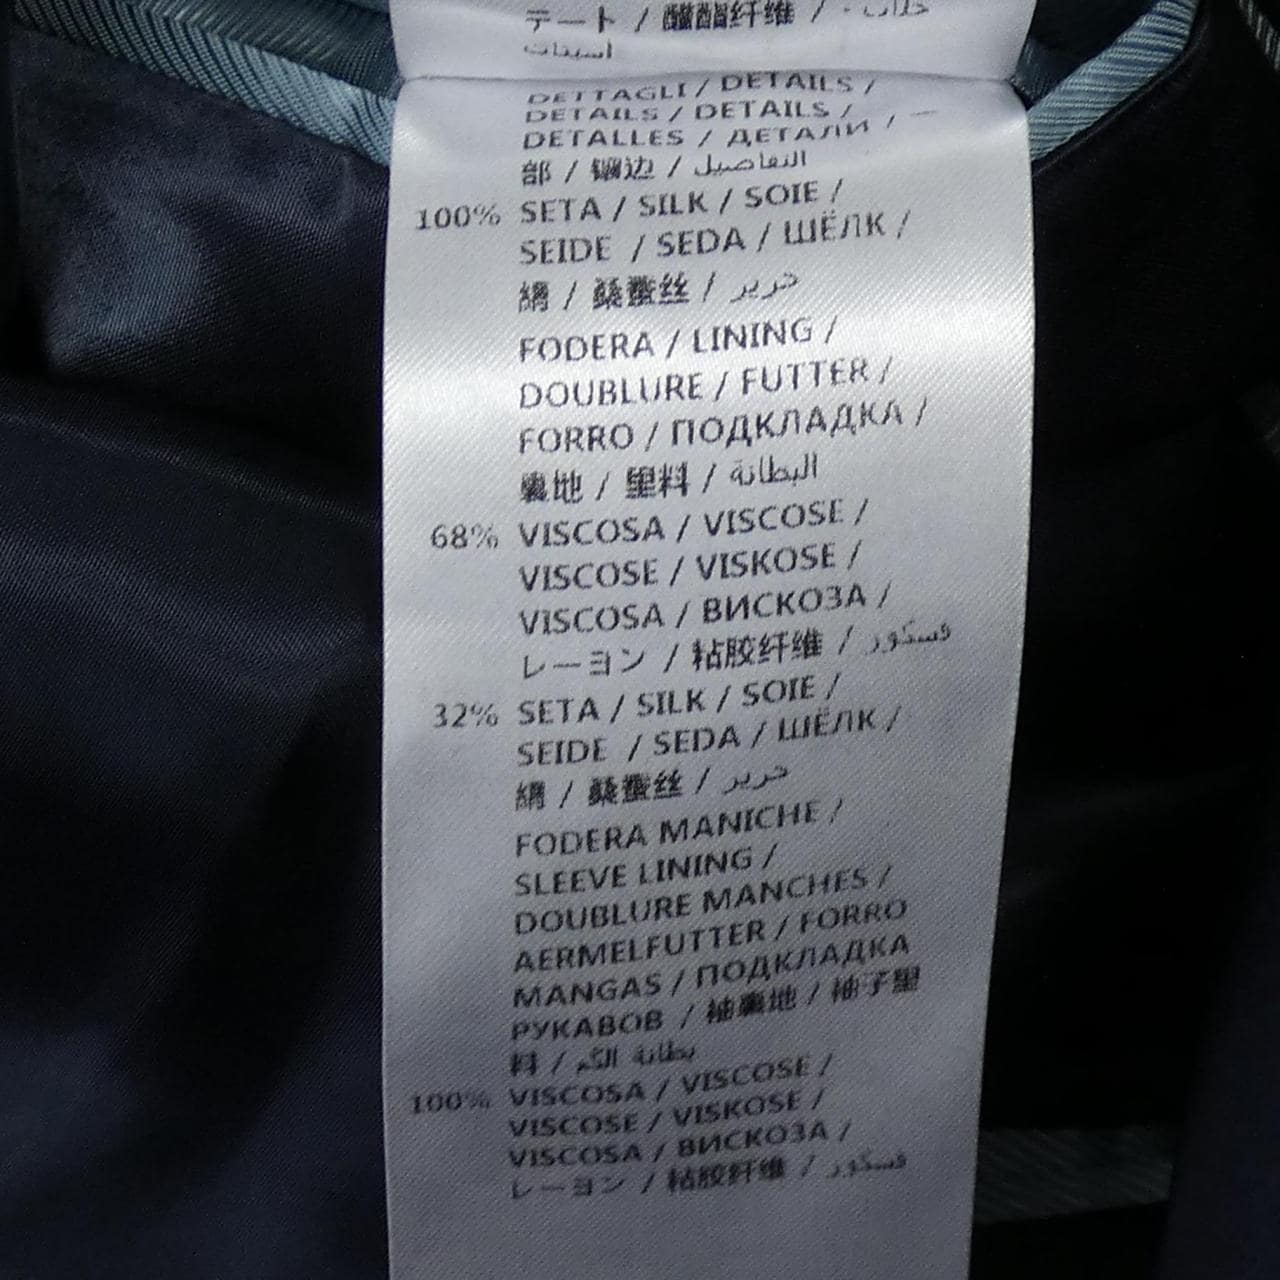 テート / 醋酯纤维 /
اسيتات
DETTAGLI / DETAILS /
DETAILS / DETAILS /
DETALLES / ДЕТАЛИ / 一
部 / 镶边 / التفاصيل
100% SETA / SILK / SOIE /
SEIDE / SEDA / ШЁЛК /
絹 / 桑蚕丝 / حرير
FODERA / LINING /
DOUBLURE / FUTTER /
FORRO / ПОДКЛАДКА /
裏地 / 里料 / البطانة
68% VISCOSA / VISCOSE /
VISCOSE / VISKOSE /
VISCOSA / ВИСКОЗА /
レーヨン / 粘胶纤维 / فسكوز
32% SETA / SILK / SOIE /
SEIDE / SEDA / ШЁЛК /
絹 / 桑蚕丝 / حرير
FODERA MANICHE /
SLEEVE LINING /
DOUBLURE MANCHES /
AERMELFUTTER / FORRO
MANGAS / ПОДКЛАДКА
РУКАВОВ / 袖裏地 / 袖子里
料 / بطانة الكم
100% VISCOSA / VISCOSE /
VISCOSE / VISKOSE /
VISCOSA / ВИСКОЗА /
レーヨン / 粘胶纤维 / فسكوز